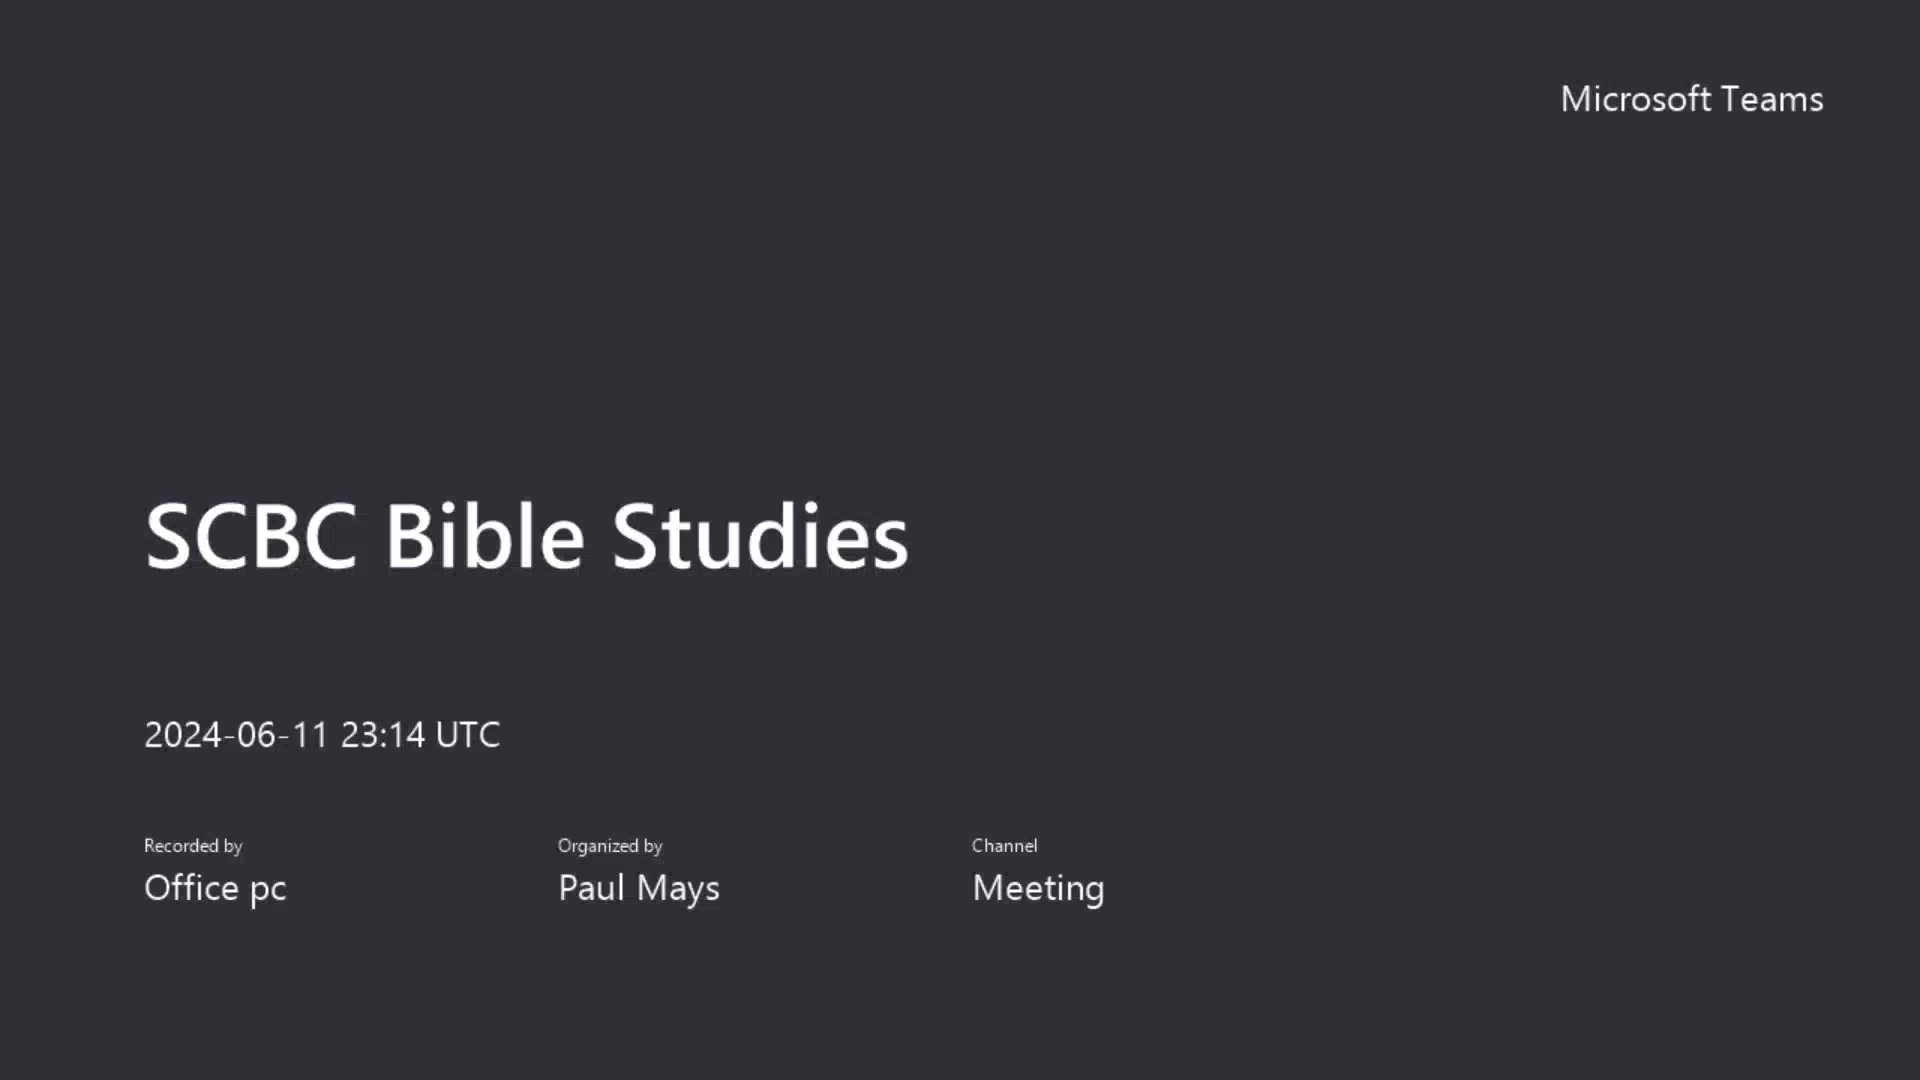 Microsoft Teams
SCBC Bible Studies
2024-06-11 23:14 UTC
Recorded by
Office pc
Organized by
Paul Mays
Channel
Meeting